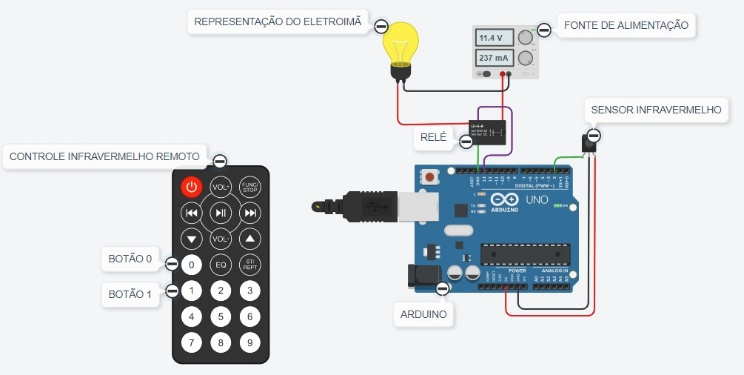 REPRESENTAÇÃO DO ELETROIMÃ
FONTE DE ALIMENTAÇÃO
11.4 V
237 mA
SENSOR INFRAVERMELHO
RELÉ
CONTROLE INFRAVERMELHO REMOTO
VOL+
FUNC/
STOP
VOL-
BOTÃO 0
0
EQ
ST/
REPT
BOTÃO 1
1 2 3
4 5 6
7 8 9
DIGITAL (PWM~)
UNO
ARDUINO
POWER
ANALOG IN
ARDUINO